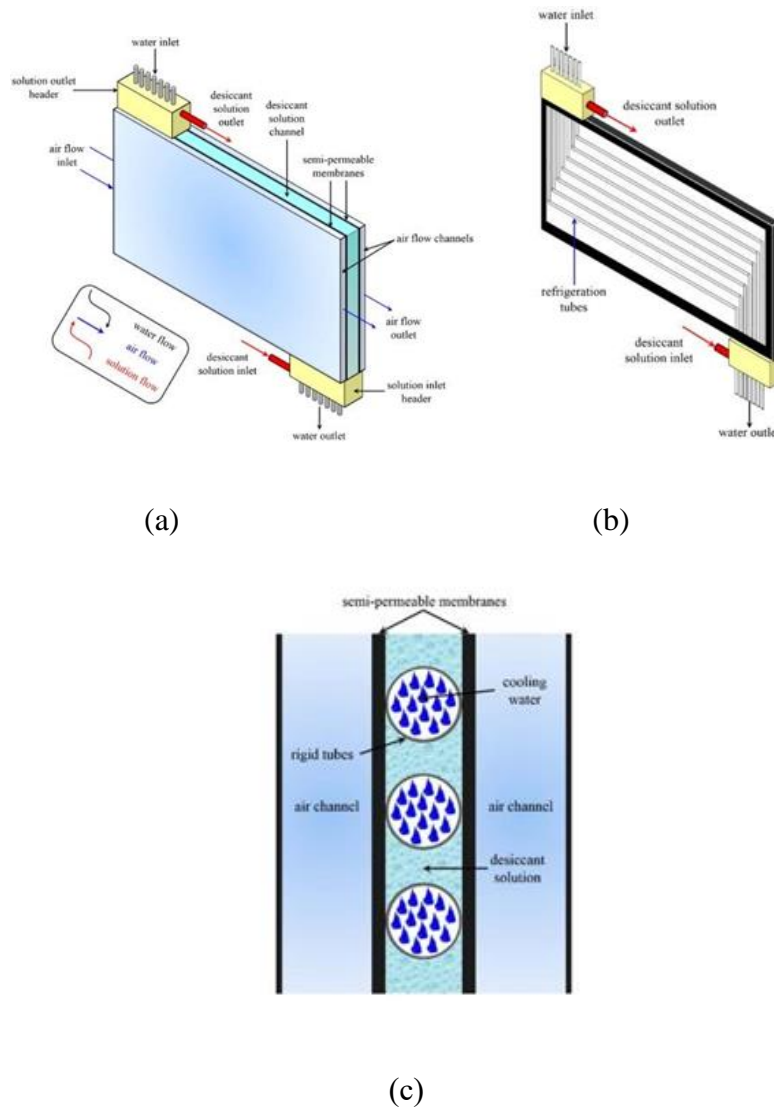 water inlet
solution outlet
header
desiccant
solution
outlet
desiccant
solution
channel
semi-permeable
membranes
air flow
inlet
air flow channels
water flow
air flow
solution flow
air flow
outlet
desiccant
solution inlet
solution inlet
header
water outlet
(a)
water inlet
desiccant solution
outlet
refrigeration
tubes
desiccant
solution inlet
water outlet
(b)
semi-permeable membranes
cooling
water
rigid tubes
air channel
air channel
desiccant
solution
(c)